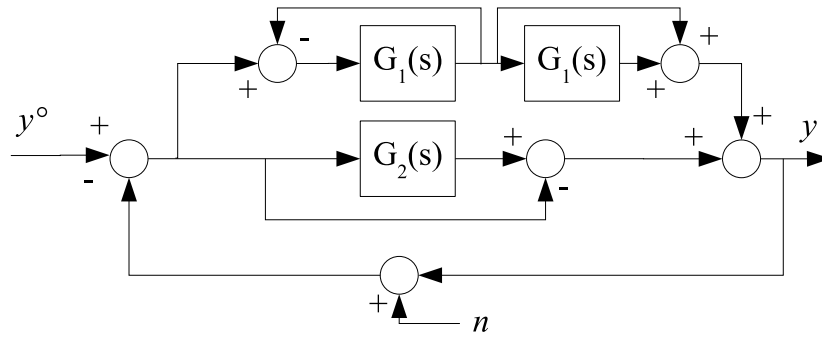 -
+
G₁(s)
G₁(s)
+
+
+
y°
+
-
G₂(s)
+
-
+
y
+
n